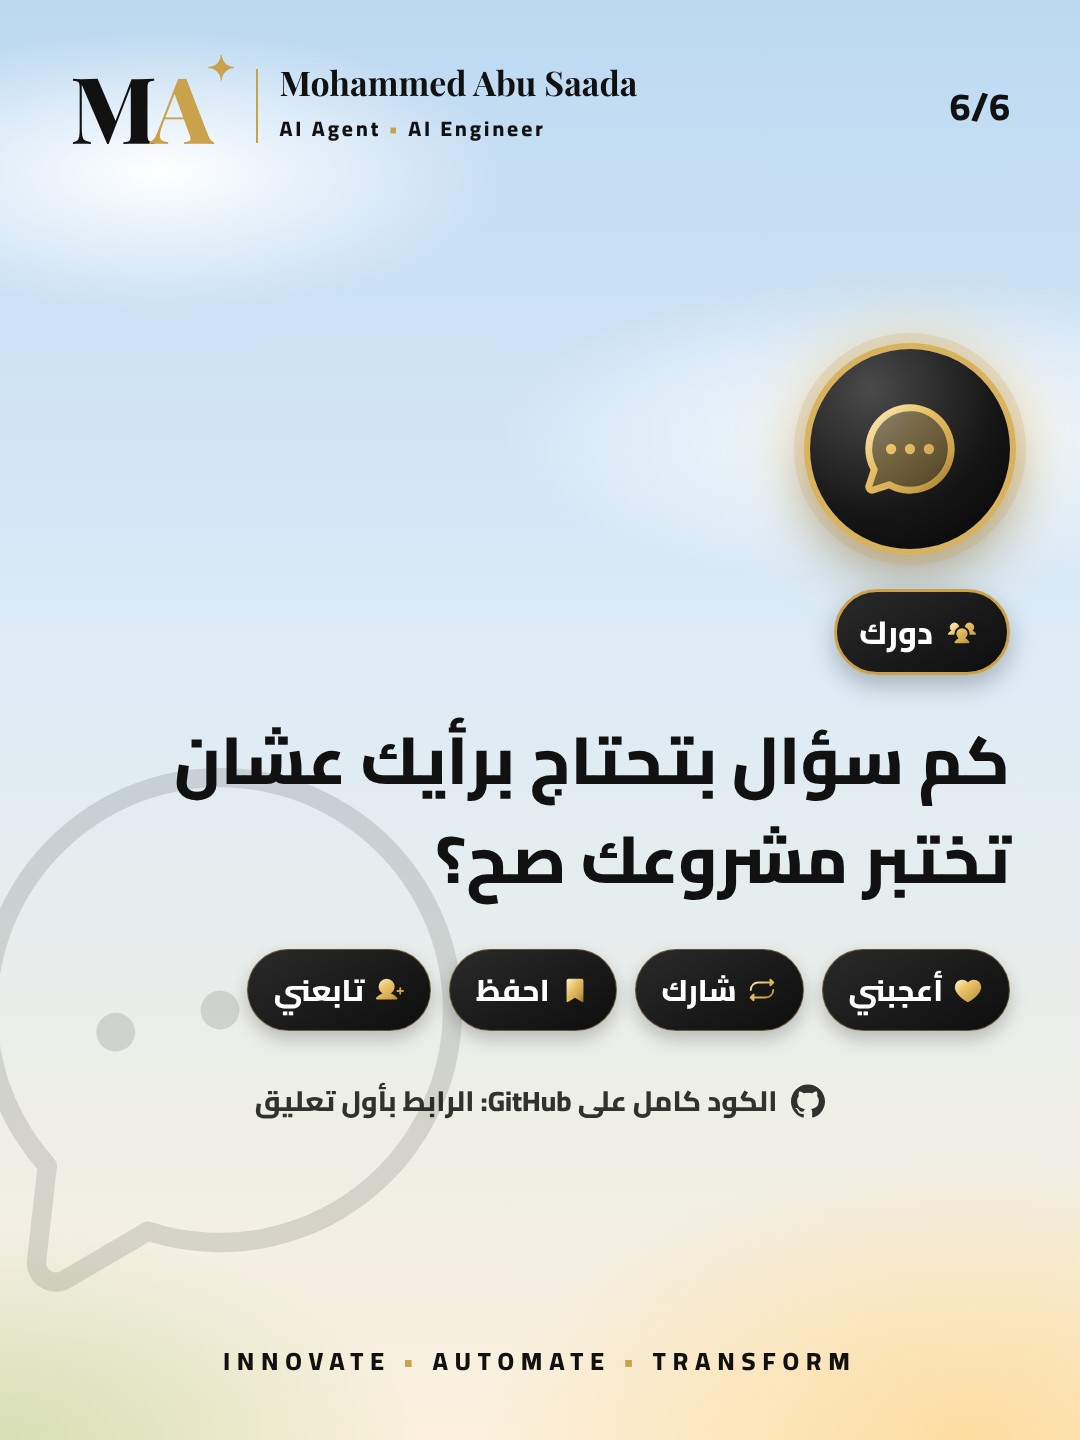 MA
Mohammed Abu Saada
AI Agent ▪ AI Engineer
6/6
دورك
كم سؤال بتحتاج برأيك عشان
تختبر مشروعك صح؟
أعجبني
شارك
احفظ
تابعني
الكود كامل على GitHub: الرابط بأول تعليق
INNOVATE ▪ AUTOMATE ▪ TRANSFORM